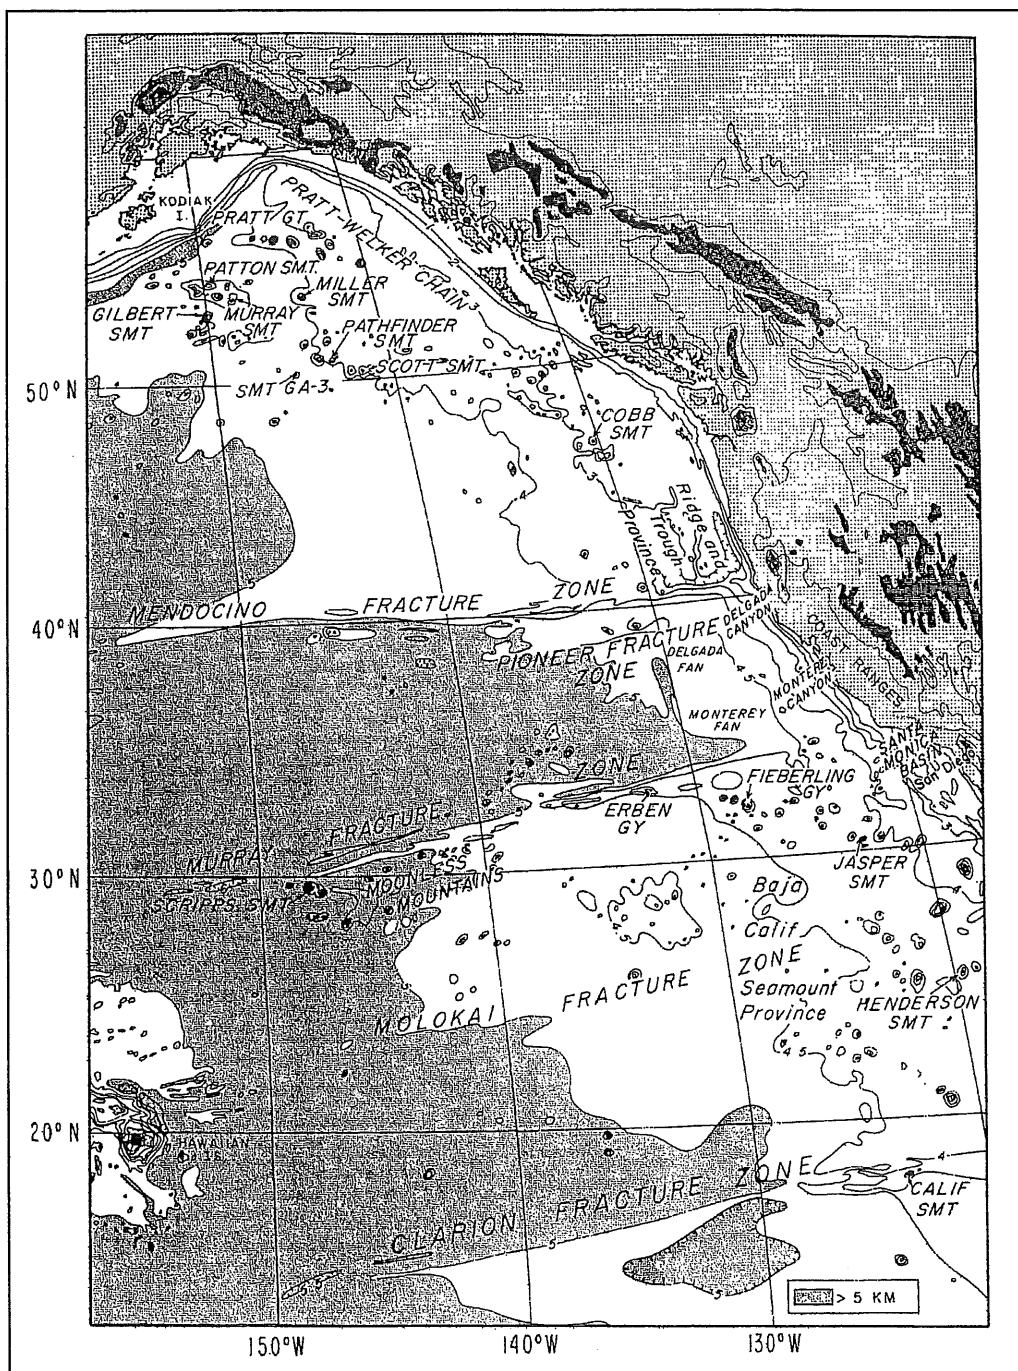 KODIAK
I.
PRATT GT.
PRATT-WELKER CHAIN
PATTON SMT.
MILLER
SMT
GILBERT
SMT
MURRAY
SMT
PATHFINDER
SMT
SCOTT SMT
SMT GA-3
50°N
COBB
SMT
Ridge and
Trough
Province
MENDOCINO FRACTURE ZONE
40°N
DELGADA
CANYON
PIONEER FRACTURE
ZONE
DELGADA
FAN
COAST RANGES
MONTEREY
CANYON
MONTEREY
FAN
SANTA
MONICA
BASIN
San Diego
MURRAY FRACTURE ZONE
FIEBERLING
GY
ERBEN
GY
JASPER
SMT
30°N
MOONLESS
MOUNTAINS
SCRIPPS SMT
Baja
Calif
Seamount
Province
MOLOKAI FRACTURE ZONE
HENDERSON
SMT
20°N
HAWAIIAN
CLARION FRACTURE ZONE
CALIF
SMT
> 5 KM
150°W 140°W 130°W